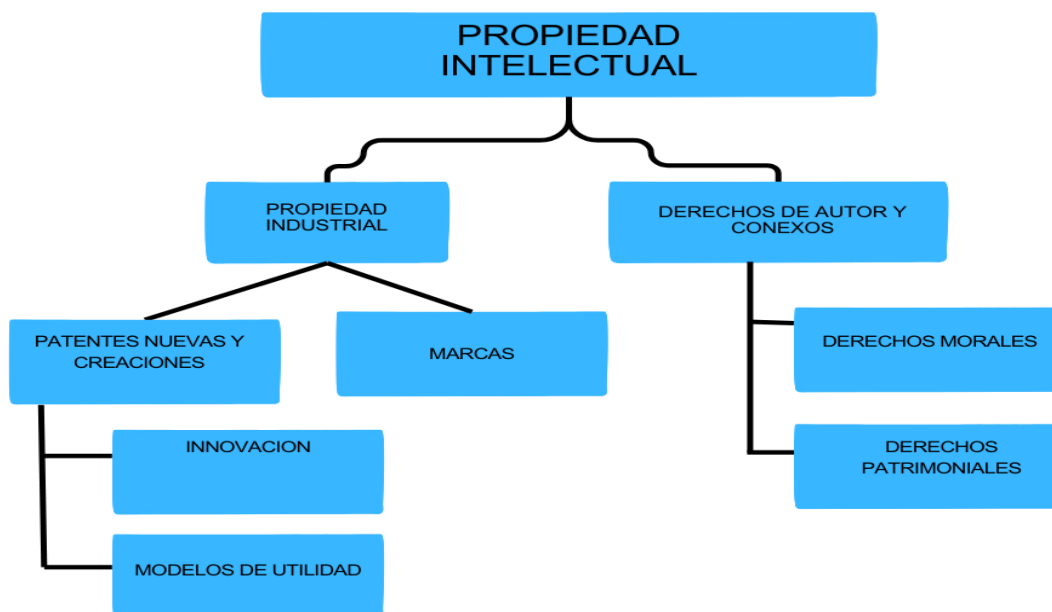 PROPIEDAD
INTELECTUAL
PROPIEDAD
INDUSTRIAL
DERECHOS DE AUTOR Y
CONEXOS
PATENTES NUEVAS Y
CREACIONES
MARCAS
DERECHOS MORALES
INNOVACION
DERECHOS
PATRIMONIALES
MODELOS DE UTILIDAD